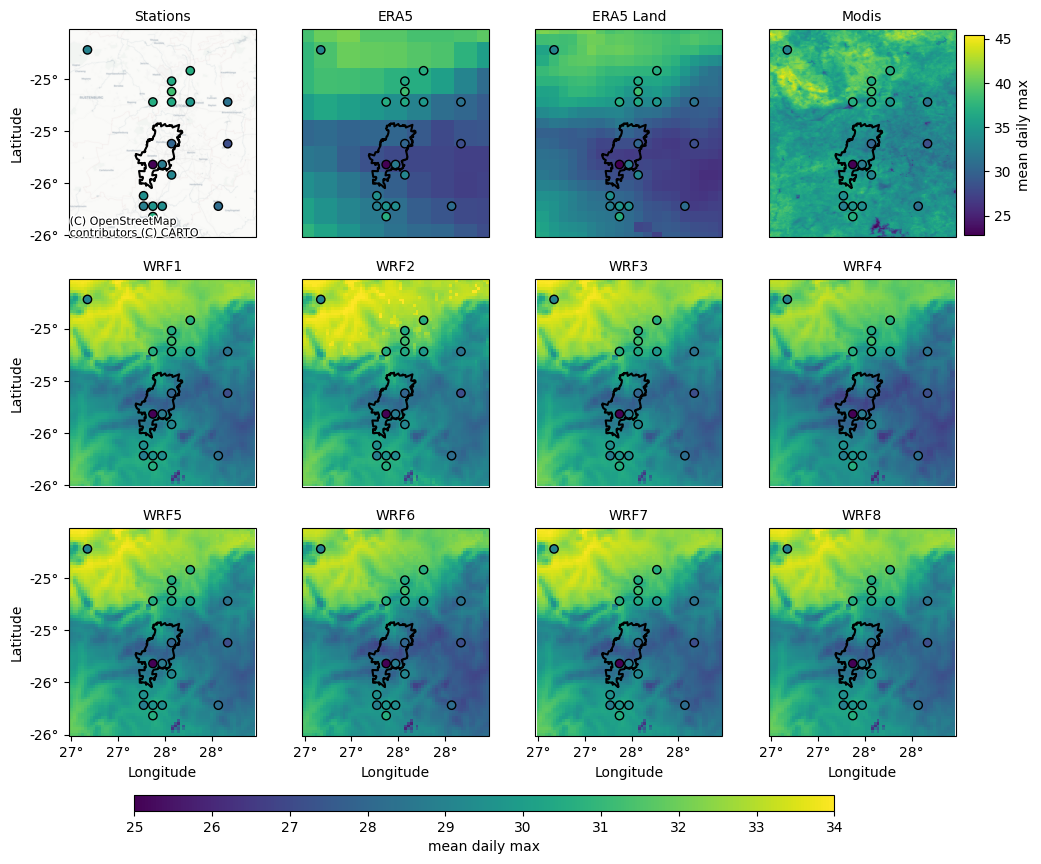 Stations
ERA5
ERA5 Land
Modis
Latitude
-25°
-25°
-26°
-26°
(C) OpenStreetMap
contributors (C) CARTO
45
40
35
30
25
mean daily max
WRF1
WRF2
WRF3
WRF4
Latitude
-25°
-25°
-26°
-26°
WRF5
WRF6
WRF7
WRF8
Latitude
-25°
-25°
-26°
-26°
27° 27° 28° 28°
27° 27° 28° 28°
27° 27° 28° 28°
27° 27° 28° 28°
Longitude
Longitude
Longitude
Longitude
25 26 27 28 29 30 31 32 33 34
mean daily max